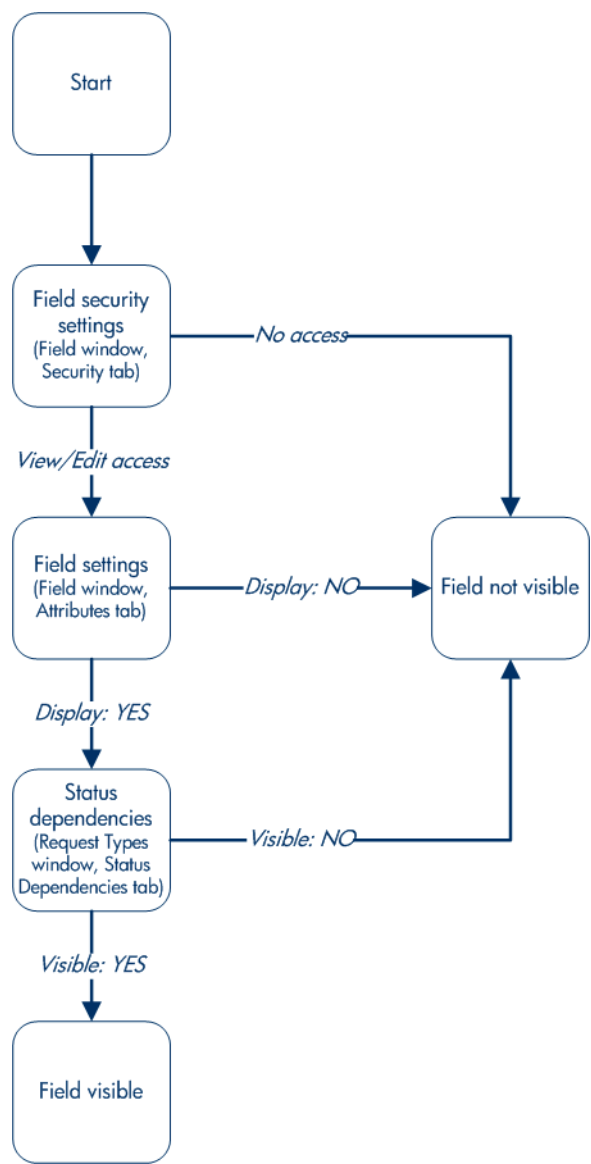 Start
Field security
settings
(Field window,
Security tab)
No access
View/Edit access
Field settings
(Field window,
Attributes tab)
Display: NO
Field not visible
Display: YES
Status
dependencies
(Request Types
window, Status
Dependencies tab)
Visible: NO
Visible: YES
Field visible